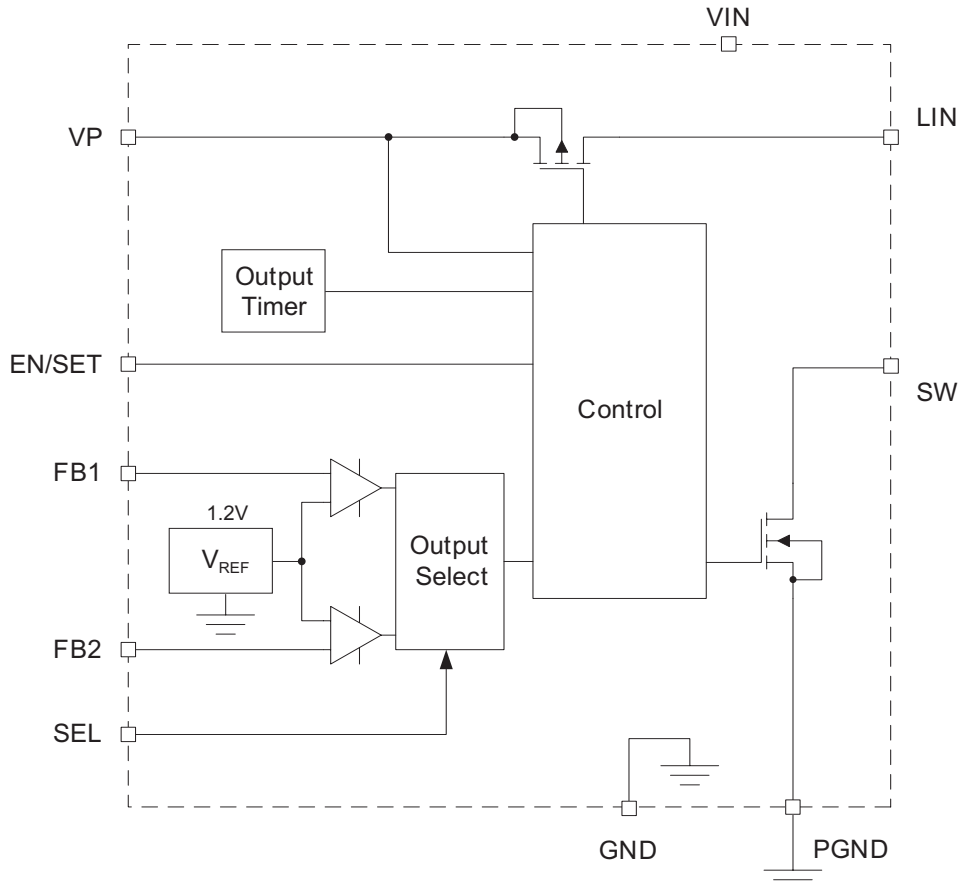 VIN
VP
LIN
Output
Timer
EN/SET
SW
Control
FB1
1.2V
VREF
Output
Select
FB2
SEL
GND
PGND